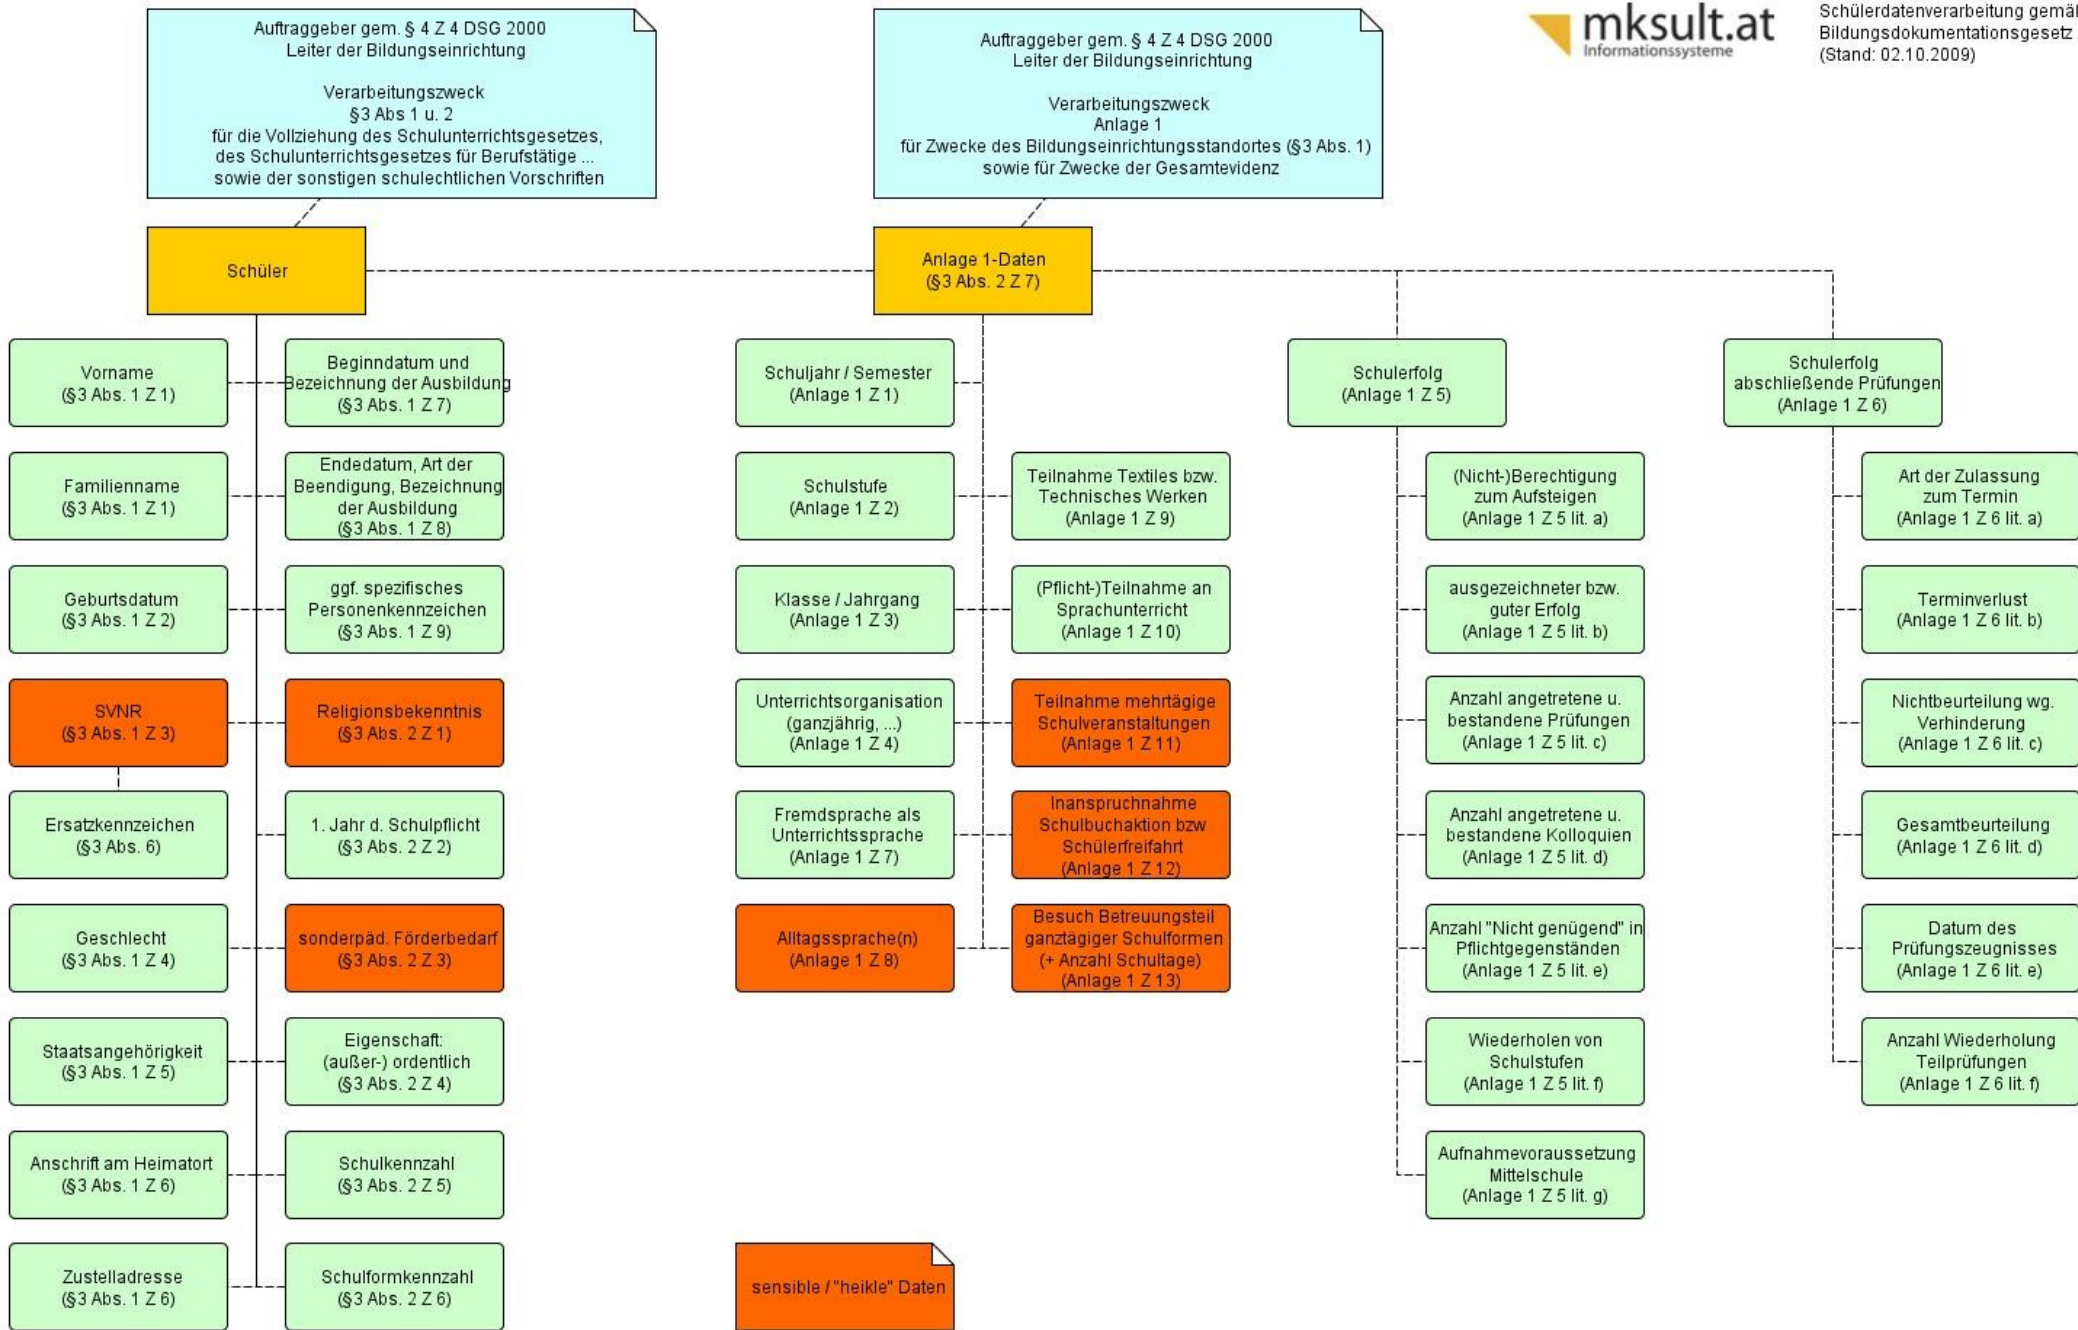 Auftraggeber gem. § 4 Z 4 DSG 2000
Leiter der Bildungseinrichtung
Verarbeitungszweck
§3 Abs 1 u. 2
für die Vollziehung des Schulunterrichtsgesetzes,
des Schulunterrichtsgesetzes für Berufstätige ...
sowie der sonstigen schulechtlichen Vorschriften
Auftraggeber gem. § 4 Z 4 DSG 2000
Leiter der Bildungseinrichtung
Verarbeitungszweck
Anlage 1
für Zwecke des Bildungseinrichtungsstandortes (§3 Abs. 1)
sowie für Zwecke der Gesamtevidenz
mksult.at
Informationssysteme
Schülerdatenverarbeitung gemäß
Bildungsdokumentationsgesetz
(Stand: 02.10.2009)
Schüler
Anlage 1-Daten
(§3 Abs. 2 Z 7)
Vorname
(§3 Abs. 1 Z 1)
Familienname
(§3 Abs. 1 Z 1)
Geburtsdatum
(§3 Abs. 1 Z 2)
SVNR
(§3 Abs. 1 Z 3)
Ersatzkennzeichen
(§3 Abs. 6)
Geschlecht
(§3 Abs. 1 Z 4)
Staatsangehörigkeit
(§3 Abs. 1 Z 5)
Anschrift am Heimatort
(§3 Abs. 1 Z 6)
Zustelladresse
(§3 Abs. 1 Z 6)
Beginndatum und
Bezeichnung der Ausbildung
(§3 Abs. 1 Z 7)
Endedatum, Art der
Beendigung, Bezeichnung
der Ausbildung
(§3 Abs. 1 Z 8)
ggf. spezifisches
Personenkennzeichen
(§3 Abs. 1 Z 9)
Religionsbekenntnis
(§3 Abs. 2 Z 1)
1. Jahr d. Schulpflicht
(§3 Abs. 2 Z 2)
sonderpäd. Förderbedarf
(§3 Abs. 2 Z 3)
Eigenschaft:
(außer-) ordentlich
(§3 Abs. 2 Z 4)
Schulkennzahl
(§3 Abs. 2 Z 5)
Schulformkennzahl
(§3 Abs. 2 Z 6)
Schuljahr / Semester
(Anlage 1 Z 1)
Schulstufe
(Anlage 1 Z 2)
Klasse / Jahrgang
(Anlage 1 Z 3)
Unterrichtsorganisation
(ganzjährig, ...)
(Anlage 1 Z 4)
Fremdsprache als
Unterrichtssprache
(Anlage 1 Z 7)
Alltagssprache(n)
(Anlage 1 Z 8)
Teilnahme Textiles bzw.
Technisches Werken
(Anlage 1 Z 9)
(Pflicht-)Teilnahme an
Sprachunterricht
(Anlage 1 Z 10)
Teilnahme mehrtägige
Schulveranstaltungen
(Anlage 1 Z 11)
Inanspruchnahme
Schulbuchaktion bzw
Schülerfreifahrt
(Anlage 1 Z 12)
Besuch Betreuungsteil
ganztägiger Schulformen
(+ Anzahl Schultage)
(Anlage 1 Z 13)
Schulerfolg
(Anlage 1 Z 5)
(Nicht-)Berechtigung
zum Aufsteigen
(Anlage 1 Z 5 lit. a)
ausgezeichneter bzw.
guter Erfolg
(Anlage 1 Z 5 lit. b)
Anzahl angetretene u.
bestandene Prüfungen
(Anlage 1 Z 5 lit. c)
Anzahl angetretene u.
bestandene Kolloquien
(Anlage 1 Z 5 lit. d)
Anzahl "Nicht genügend" in
Pflichtgegenständen
(Anlage 1 Z 5 lit. e)
Wiederholen von
Schulstufen
(Anlage 1 Z 5 lit. f)
Aufnahmevoraussetzung
Mittelschule
(Anlage 1 Z 5 lit. g)
Schulerfolg
abschließende Prüfungen
(Anlage 1 Z 6)
Art der Zulassung
zum Termin
(Anlage 1 Z 6 lit. a)
Terminverlust
(Anlage 1 Z 6 lit. b)
Nichtbeurteilung wg.
Verhinderung
(Anlage 1 Z 6 lit. c)
Gesamtbeurteilung
(Anlage 1 Z 6 lit. d)
Datum des
Prüfungszeugnisses
(Anlage 1 Z 6 lit. e)
Anzahl Wiederholung
Teilprüfungen
(Anlage 1 Z 6 lit. f)
sensible / "heikle" Daten